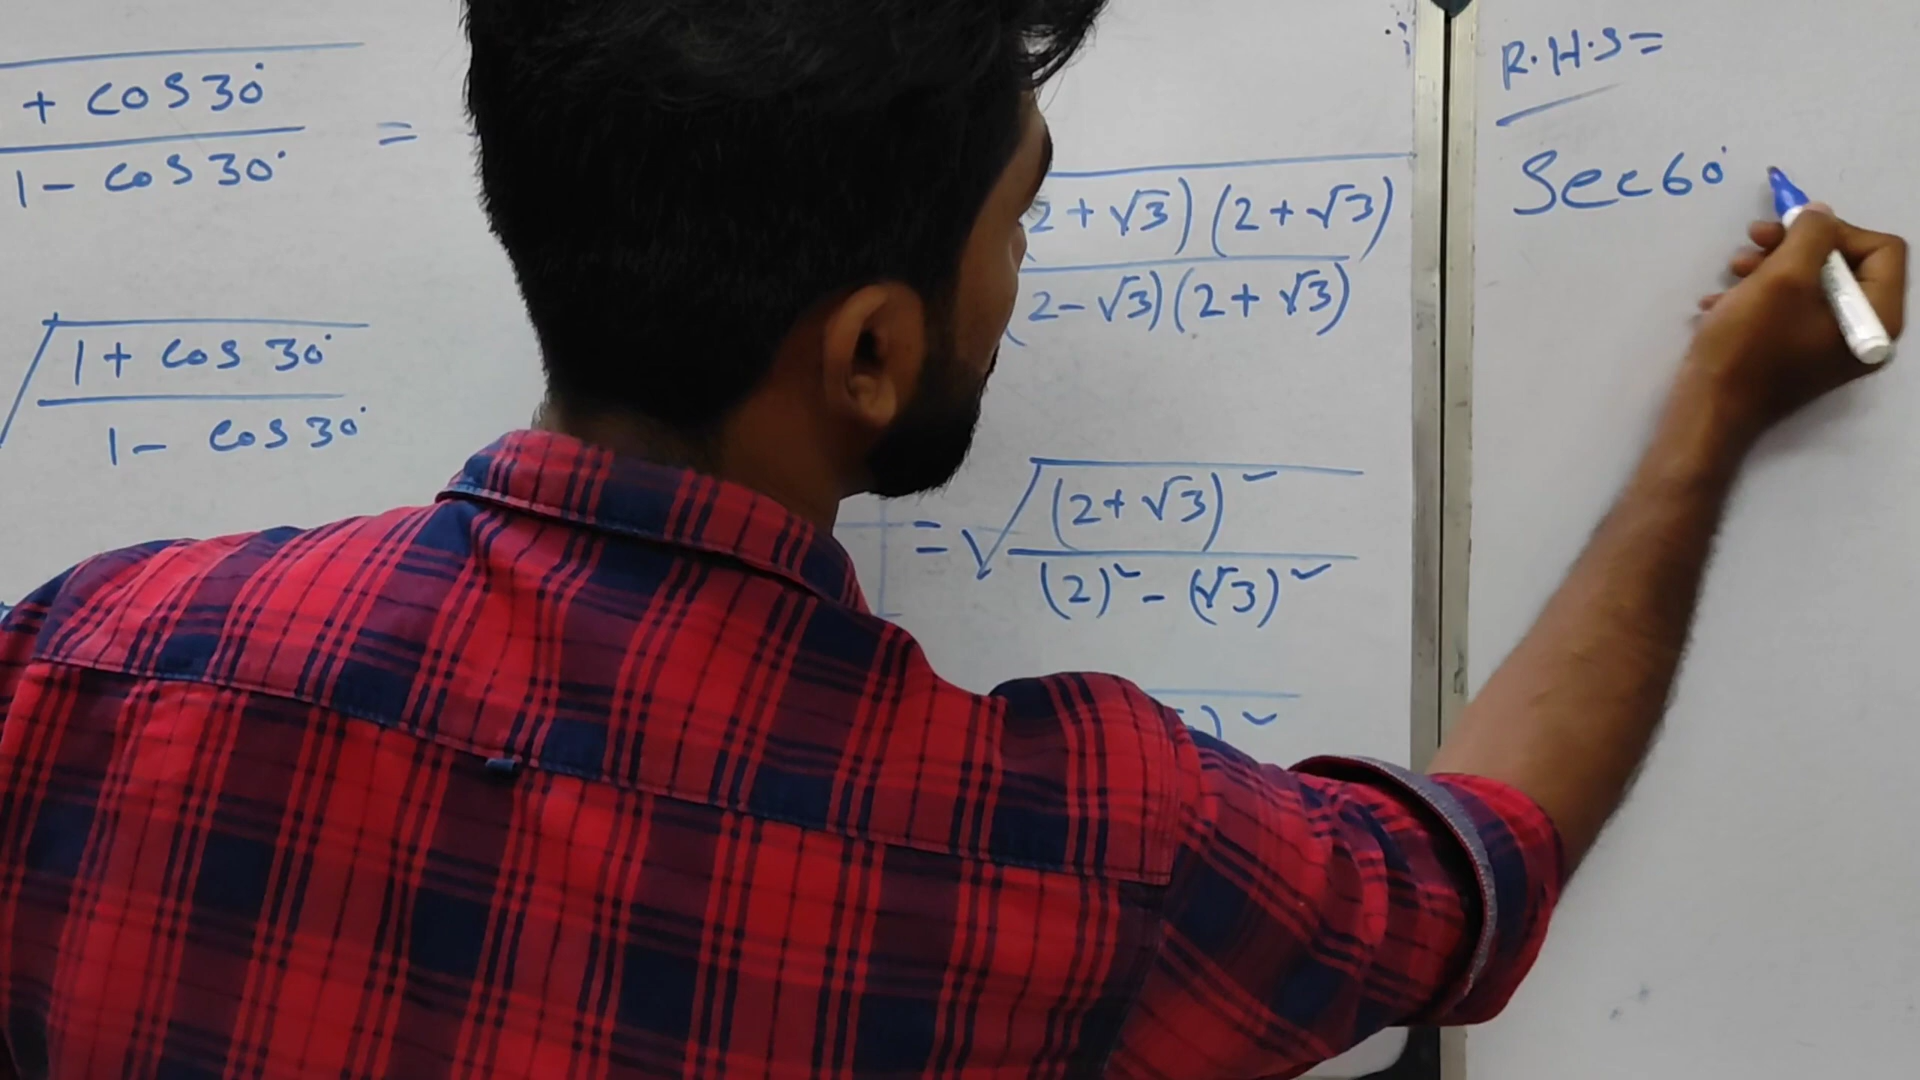 + cos 30°
1 - cos 30°
=
√1 + cos 30°
1 - cos 30°
2 + √3) (2 + √3)
(2 - √3) (2 + √3)
= √(2 + √3)²
(2)² - (√3)²
)²
R.H.S =
Sec 60°